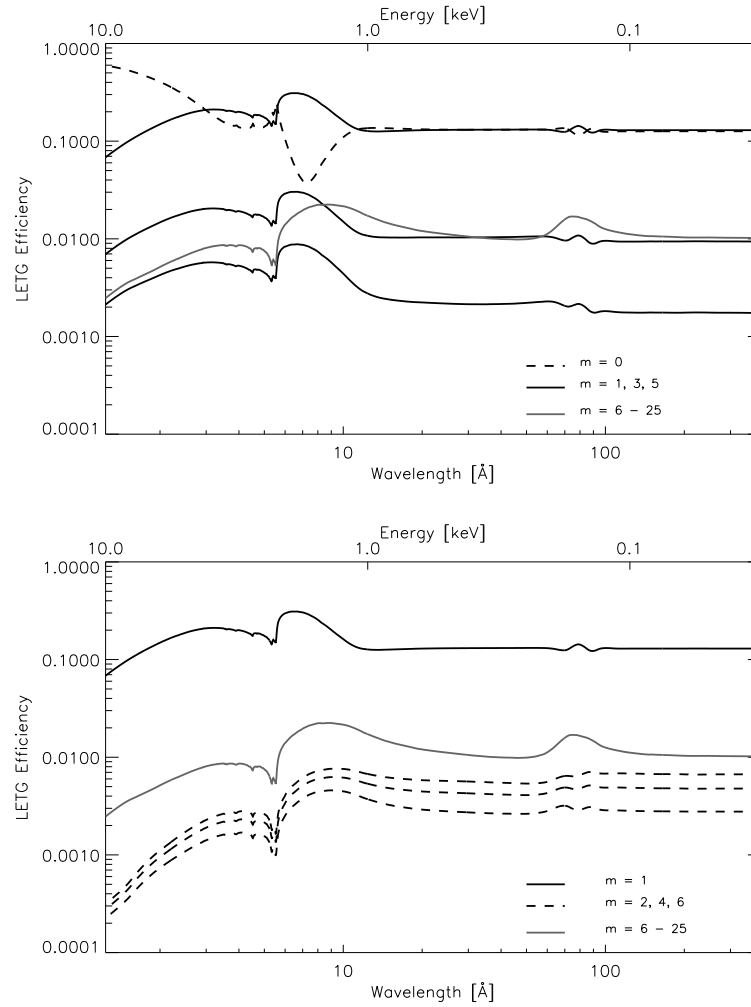 Energy [keV]
10.0 1.0 0.1
1.0000
0.1000
0.0100
0.0010
0.0001
LETG Efficiency
m = 0
m = 1, 3, 5
m = 6 - 25
10 100
Wavelength [Å]
Energy [keV]
10.0 1.0 0.1
1.0000
0.1000
0.0100
0.0010
0.0001
LETG Efficiency
m = 1
m = 2, 4, 6
m = 6 - 25
10 100
Wavelength [Å]